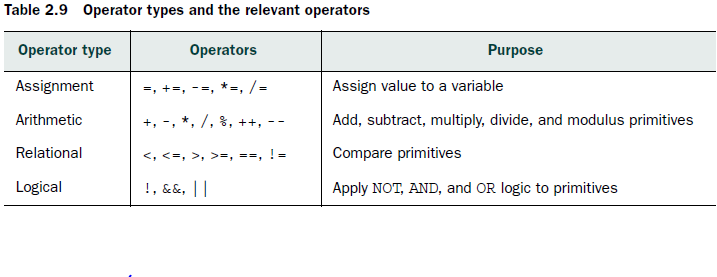 Table 2.9 Operator types and the relevant operators
Operator type Operators Purpose
Assignment =, +=, -=, *=, /= Assign value to a variable
Arithmetic +, -, *, /, %, ++, -- Add, subtract, multiply, divide, and modulus primitives
Relational <, <=, >, >=, ==, != Compare primitives
Logical !, &&, || Apply NOT, AND, and OR logic to primitives